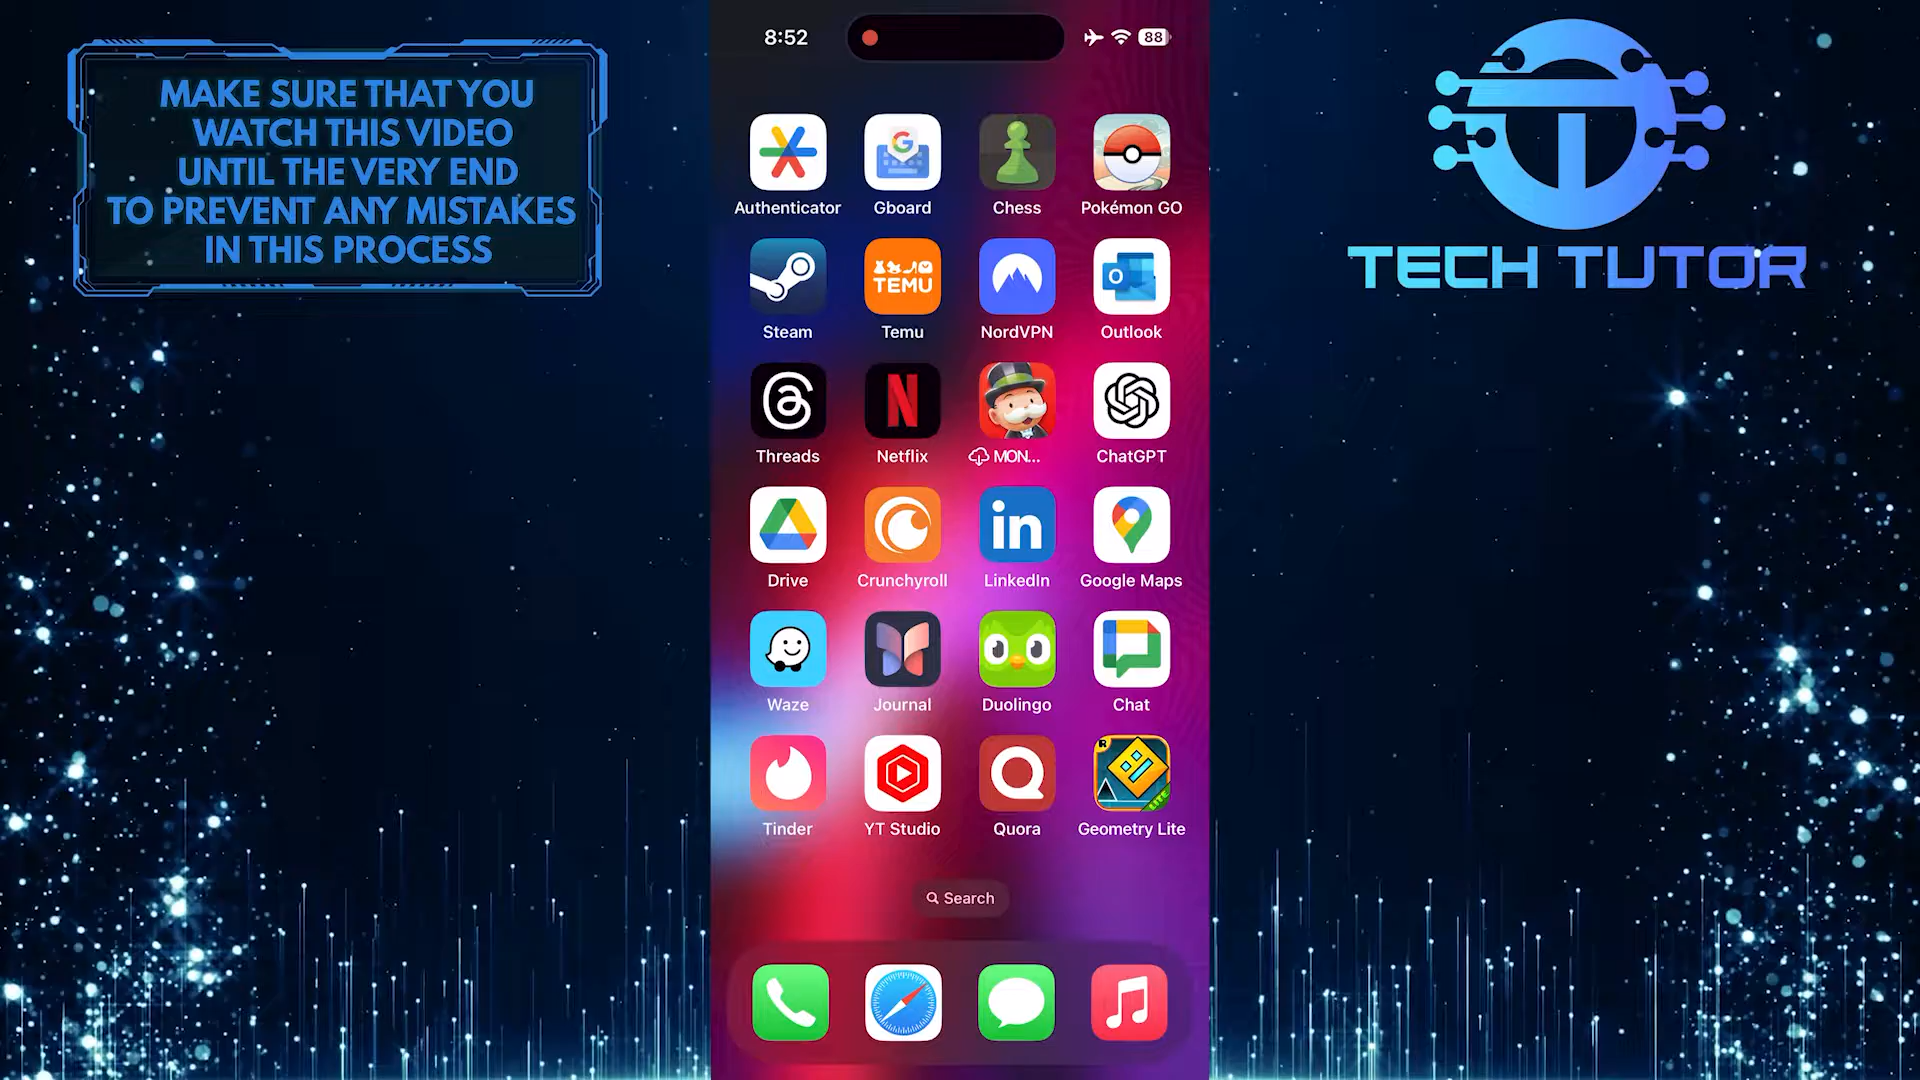 MAKE SURE THAT YOU
WATCH THIS VIDEO
UNTIL THE VERY END
TO PREVENT ANY MISTAKES
IN THIS PROCESS
8:52
88
TECH TUTOR
Authenticator
Gboard
Chess
Pokémon GO
TEMU
Steam
Temu
NordVPN
Outlook
Threads
Netflix
MON...
ChatGPT
in
Drive
Crunchyroll
LinkedIn
Google Maps
Waze
Journal
Duolingo
Chat
LITE
Tinder
YT Studio
Quora
Geometry Lite
Search